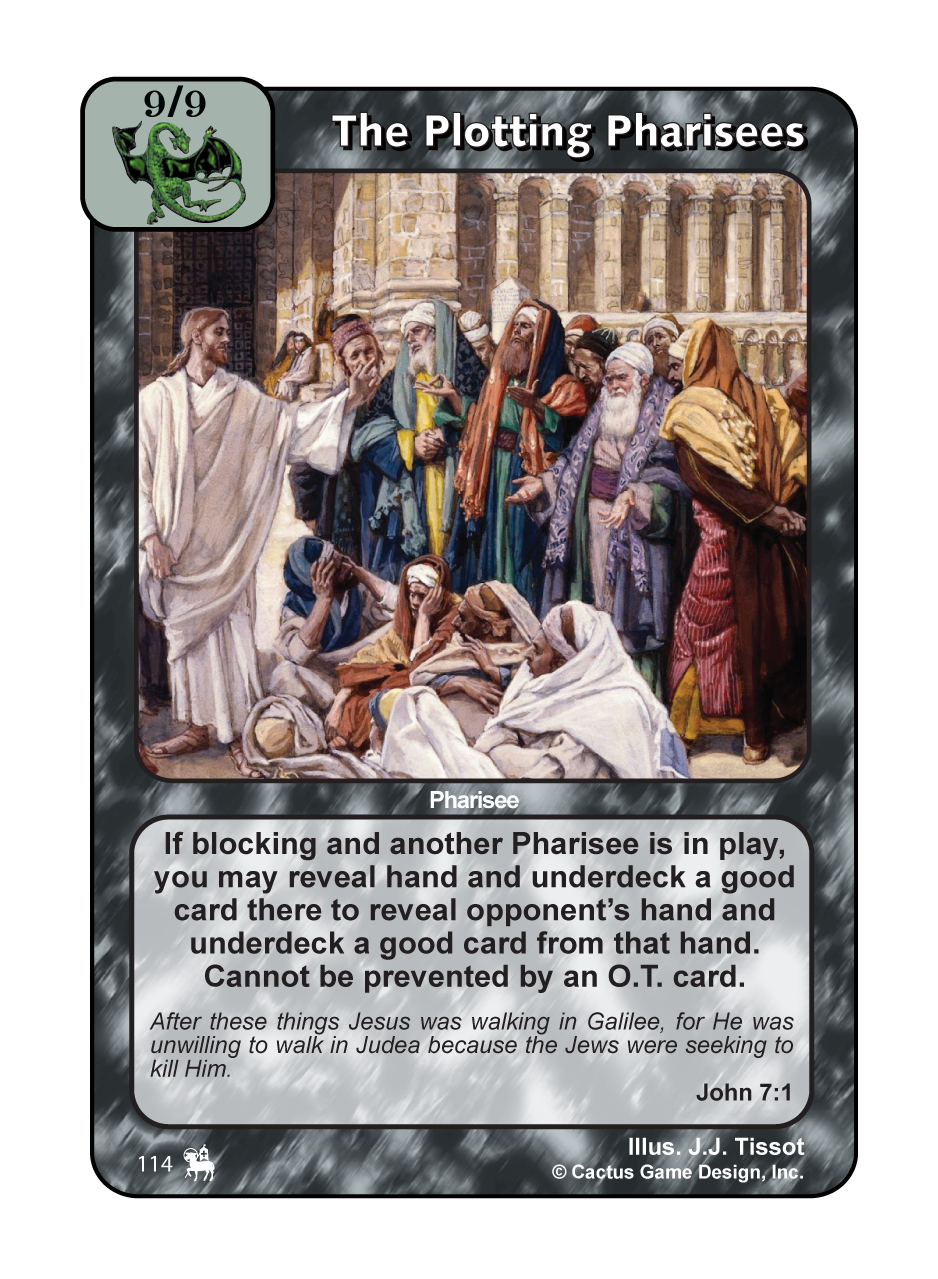 9/9
The Plotting Pharisees
Pharisee
If blocking and another Pharisee is in play,
you may reveal hand and underdeck a good
card there to reveal opponent’s hand and
underdeck a good card from that hand.
Cannot be prevented by an O.T. card.
After these things Jesus was walking in Galilee, for He was
unwilling to walk in Judea because the Jews were seeking to
kill Him.
John 7:1
Illus. J.J. Tissot
114
© Cactus Game Design, Inc.